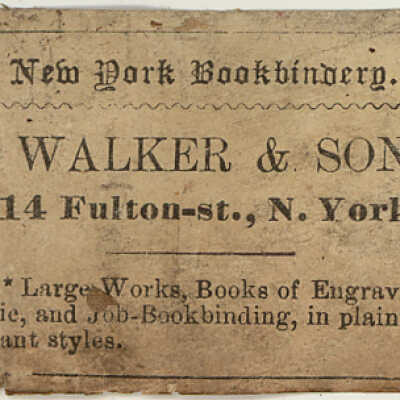 New York Bookbindery.
WALKER & SON
14 Fulton-st., N. York
* Large Works, Books of Engrav
ic, and Job-Bookbinding, in plain
ant styles.